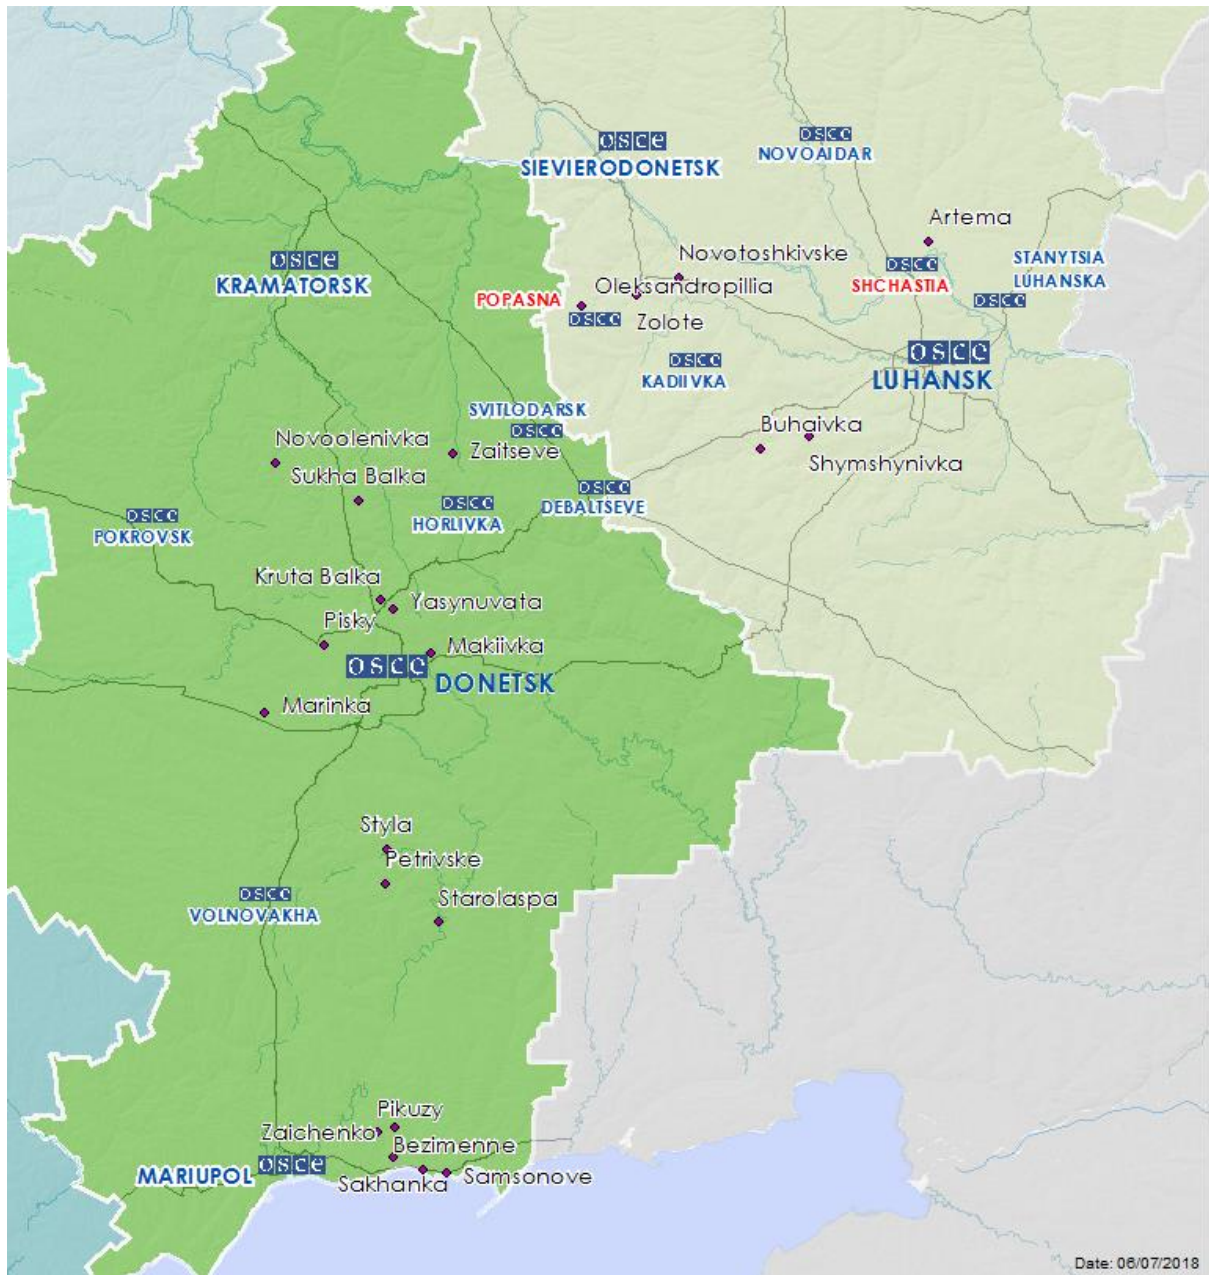 osce
NOVOAIDAR
osce
SIEVIERODONETSK
Artema
Novotoshkivske
osce
KRAMATORSK
osce
SHCHASTIA
STANYTSIA
LUHANSKA
osce
POPASNA
Oleksandropillia
osce
Zolote
osce
LUHANSK
osce
KADIIVKA
SVITLODARSK
osce
Novoolenivka
Zaitseve
Buhaivka
Shymshynivka
Sukha Balka
osce
DEBALTSEVE
osce
HORLIVKA
osce
POKROVSK
Kruta Balka
Yasynuvata
Pisky
Makiivka
osce
DONETSK
Marinka
Styla
Petrivske
osce
VOLNOVAKHA
Starolaspa
Pikuzy
Zaichenko
Bezimenne
MARIUPOL
osce
Sakhanka
Samsonove
Date: 06/07/2018